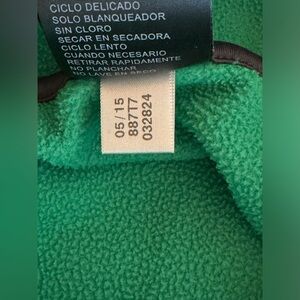 CICLO DELICADO
SOLO BLANQUEADOR
SIN CLORO
SECAR EN SECADORA
CICLO LENTO
CUANDO NECESARIO
RETIRAR RAPIDAMENTE
NO PLANCHAR
NO LAVE EN SECO
05/15
887T7
032824